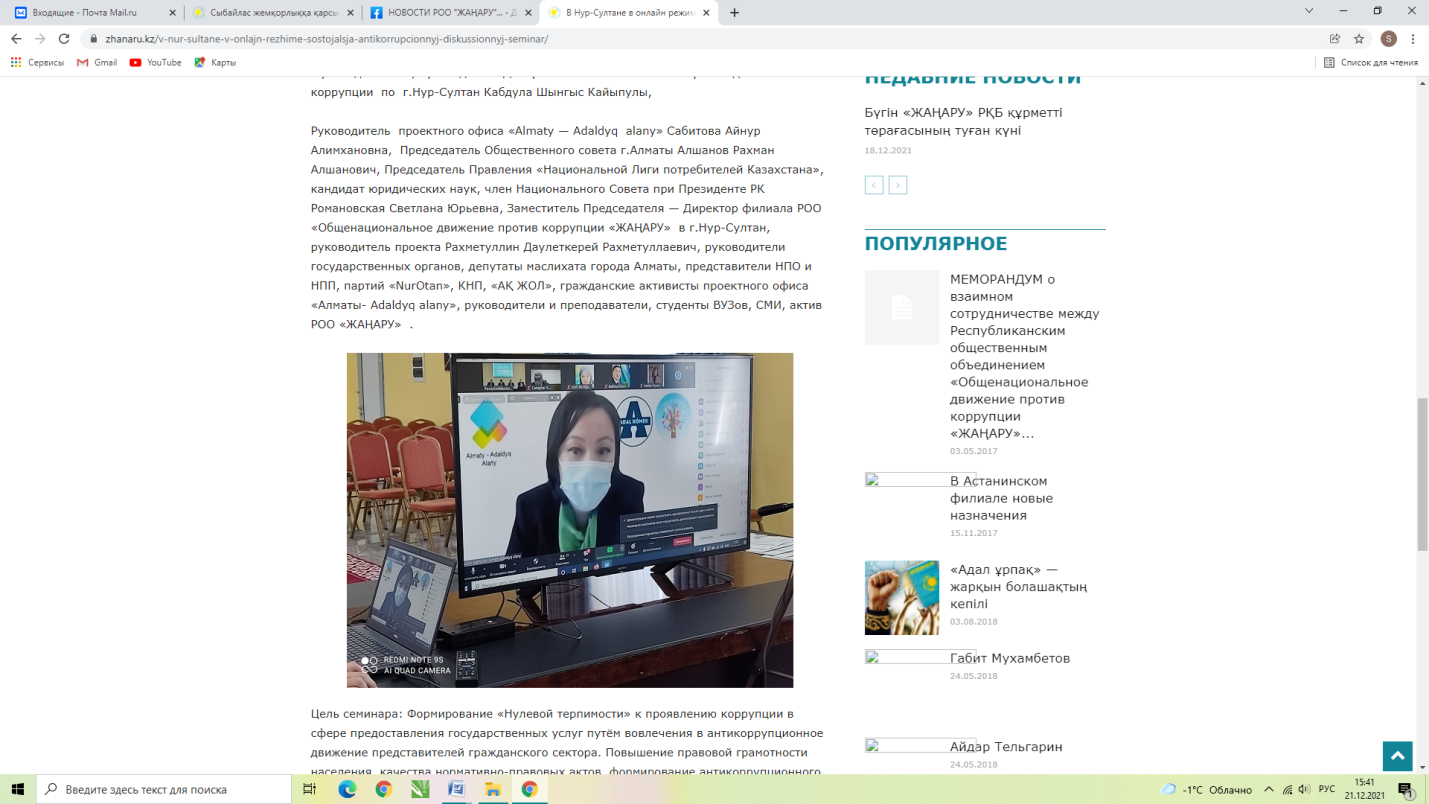 Входящие - Почта Mail.ru
Сыбайлас жемқорлыққа қарсы
НОВОСТИ РОО "ЖАҢАРУ"... - Д
В Нур-Султане в онлайн режим
zhanaru.kz/v-nur-sultane-v-onlajn-rezhime-sostojalsja-antikorrupcionnyj-diskussionnyj-seminar/
S
Сервисы
Gmail
YouTube
Карты
Список для чтения
коррупции по г.Нур-Султан Кабдула Шынгыс Кайыпулы,
Руководитель проектного офиса «Almaty — Adaldyq alany» Сабитова Айнур
Алимхановна, Председатель Общественного совета г.Алматы Алшанов Рахман
Алшанович, Председатель Правления «Национальной Лиги потребителей Казахстана»,
кандидат юридических наук, член Национального Совета при Президенте РК
Романовская Светлана Юрьевна, Заместитель Председателя — Директор филиала РОО
«Общенациональное движение против коррупции «ЖАҢАРУ» в г.Нур-Султан,
руководитель проекта Рахметуллин Даулеткерей Рахметуллаевич, руководители
государственных органов, депутаты маслихата города Алматы, представители НПО и
НПП, партий «NurOtan», КНП, «АҚ ЖОЛ», гражданские активисты проектного офиса
«Алматы- Adaldyq alany», руководители и преподаватели, студенты ВУЗов, СМИ, актив
РОО «ЖАҢАРУ» .
Almaty - Adaldyq
Alany
ADAL KÖMEK
REDMI NOTE 9S
AI QUAD CAMERA
Цель семинара: Формирование «Нулевой терпимости» к проявлению коррупции в
сфере предоставления государственных услуг путём вовлечения в антикоррупционное
движение представителей гражданского сектора. Повышение правовой грамотности
населения, качества нормативно-правовых актов, формирование антикоррупционного
НЕДАВНИЕ НОВОСТИ
Бүгін «ЖАҢАРУ» РҚБ құрметті
төрағасының туған күні
18.12.2021
ПОПУЛЯРНОЕ
МЕМОРАНДУМ о
взаимном
сотрудничестве между
Республиканским
общественным
объединением
«Общенациональное
движение против
коррупции
«ЖАҢАРУ»...
03.05.2017
В Астанинском
филиале новые
назначения
15.11.2017
«Адал ұрпақ» —
жарқын болашақтың
кепілі
03.08.2018
Габит Мухамбетов
24.05.2018
Айдар Тельгарин
24.05.2018
Введите здесь текст для поиска
-1°C Облачно
РУС
15:41
21.12.2021
1